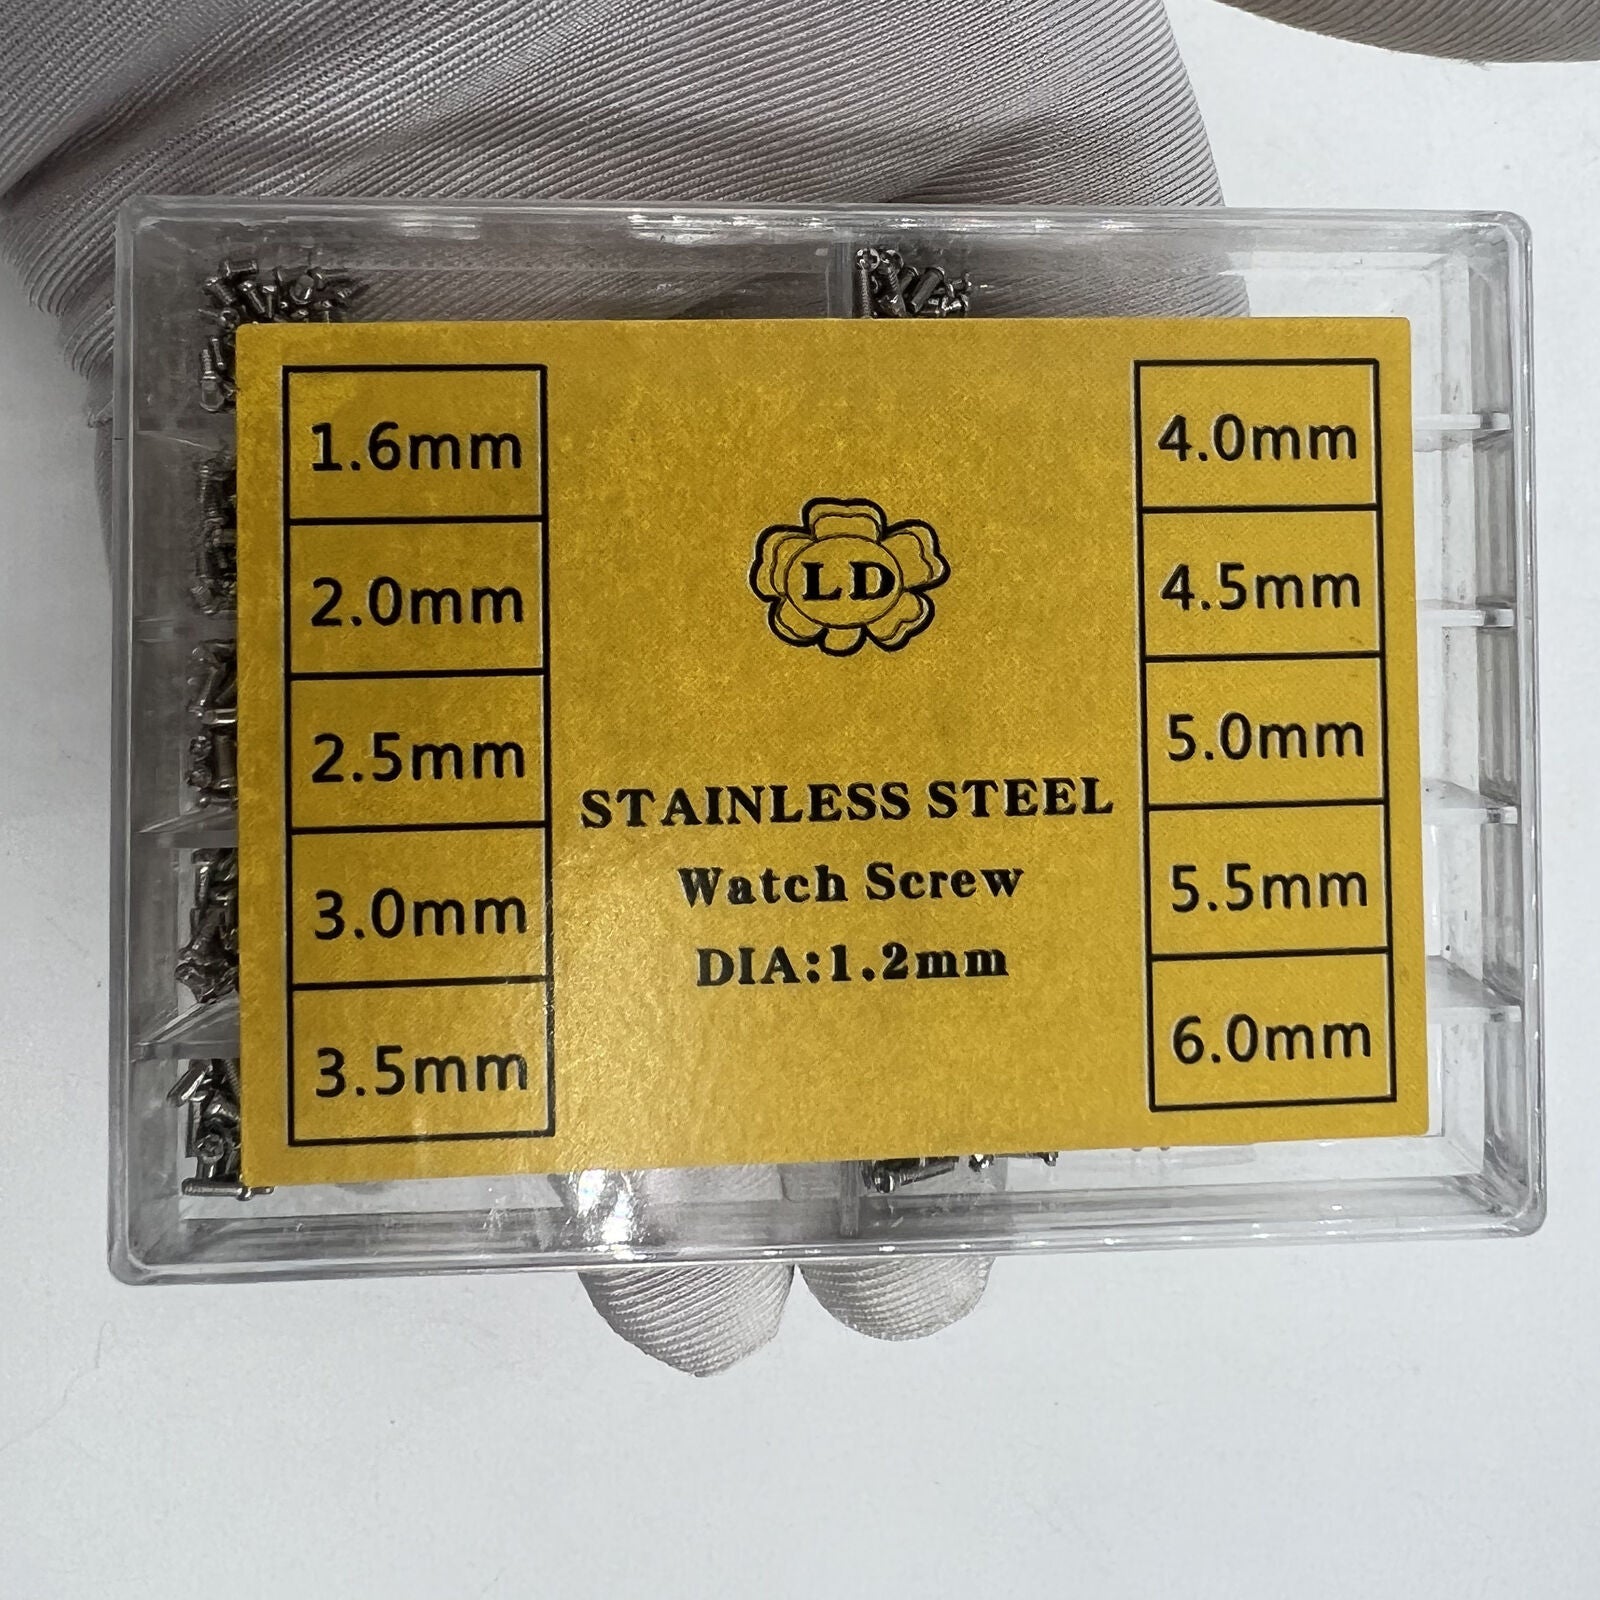 1.6mm
2.0mm
2.5mm
3.0mm
3.5mm
LD
STAINLESS STEEL
Watch Screw
DIA:1.2mm
4.0mm
4.5mm
5.0mm
5.5mm
6.0mm